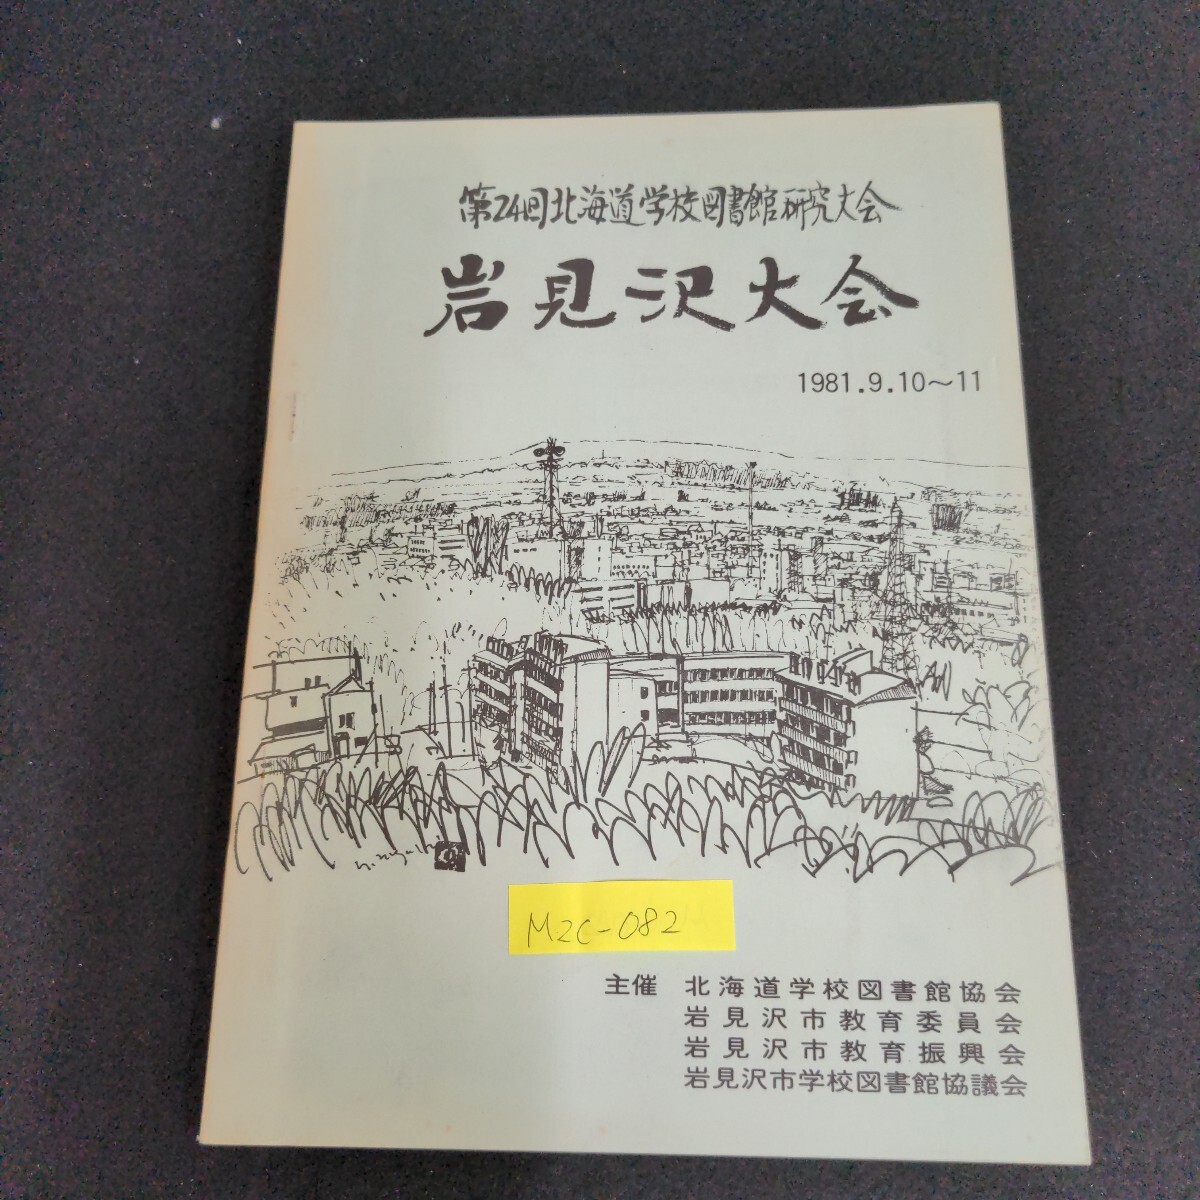 第24回北海道学校図書館研究大会
岩見沢大会
1981.9.10〜11
M2C-082
主催 北海道学校図書館協会
岩見沢市教育委員会
岩見沢市教育振興会
岩見沢市学校図書館協議会